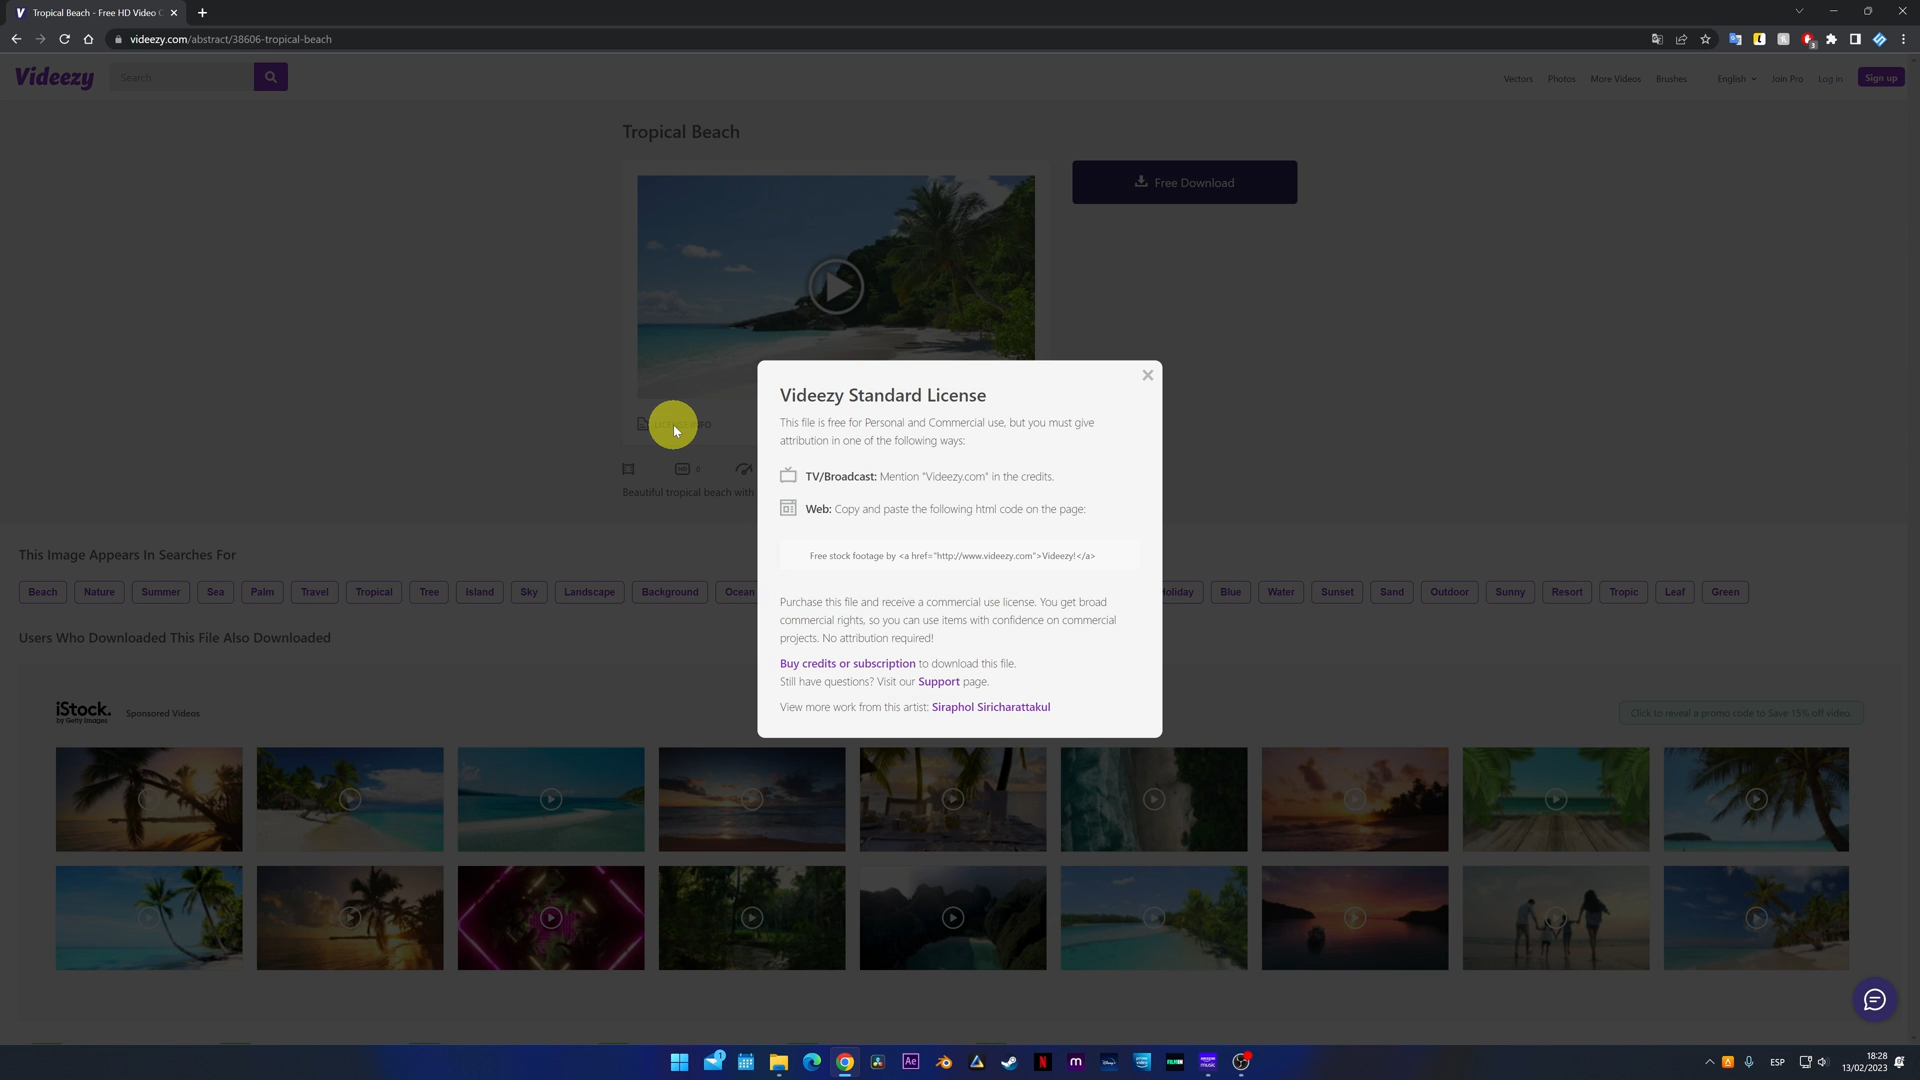 Tropical Beach - Free HD Video C
videezy.com/abstract/38606-tropical-beach
3
Videezy
Search
Vectors
Photos
More Videos
Brushes
English
Join Pro
Log in
Sign up
Tropical Beach
Free Download
LICENSE INFO
HD 0
Beautiful tropical beach with
Videezy Standard License
This file is free for Personal and Commercial use, but you must give
attribution in one of the following ways:
TV/Broadcast: Mention "Videezy.com" in the credits.
Web: Copy and paste the following html code on the page:
Free stock footage by <a href="http://www.videezy.com">Videezy!</a>
Purchase this file and receive a commercial use license. You get broad
commercial rights, so you can use items with confidence on commercial
projects. No attribution required!
Buy credits or subscription to download this file.
Still have questions? Visit our Support page.
View more work from this artist: Siraphol Siricharattakul
This Image Appears In Searches For
Beach
Nature
Summer
Sea
Palm
Travel
Tropical
Tree
Island
Sky
Landscape
Background
Ocean
Holiday
Blue
Water
Sunset
Sand
Outdoor
Sunny
Resort
Tropic
Leaf
Green
Users Who Downloaded This File Also Downloaded
iStock.
by Getty Images
Sponsored Videos
Click to reveal a promo code to Save 15% off video.
1
Ae
N
m
ESP
18:28
13/02/2023